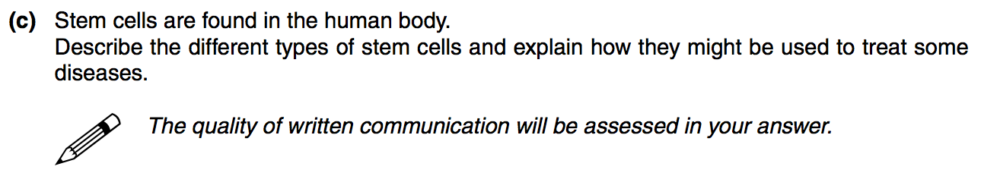 (c) Stem cells are found in the human body.
Describe the different types of stem cells and explain how they might be used to treat some
diseases.
The quality of written communication will be assessed in your answer.